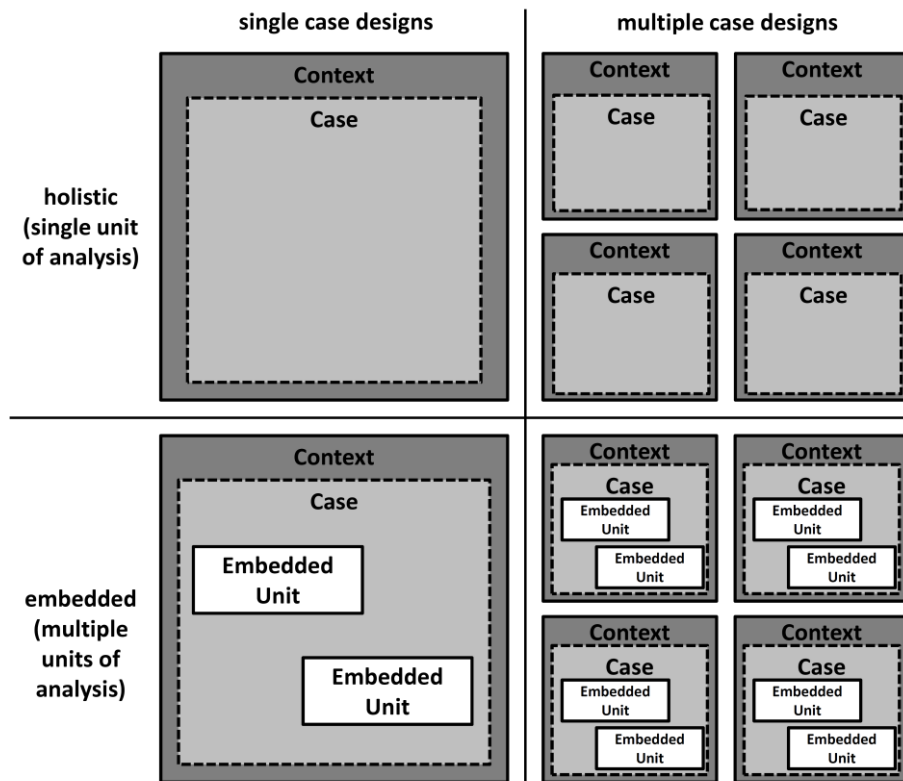 single case designs
multiple case designs
holistic
(single unit
of analysis)
Context
Case
Context
Case
Context
Case
Context
Case
Context
Case
embedded
(multiple
units of
analysis)
Context
Case
Embedded
Unit
Embedded
Unit
Context
Case
Embedded
Unit
Embedded
Unit
Context
Case
Embedded
Unit
Embedded
Unit
Context
Case
Embedded
Unit
Embedded
Unit
Context
Case
Embedded
Unit
Embedded
Unit